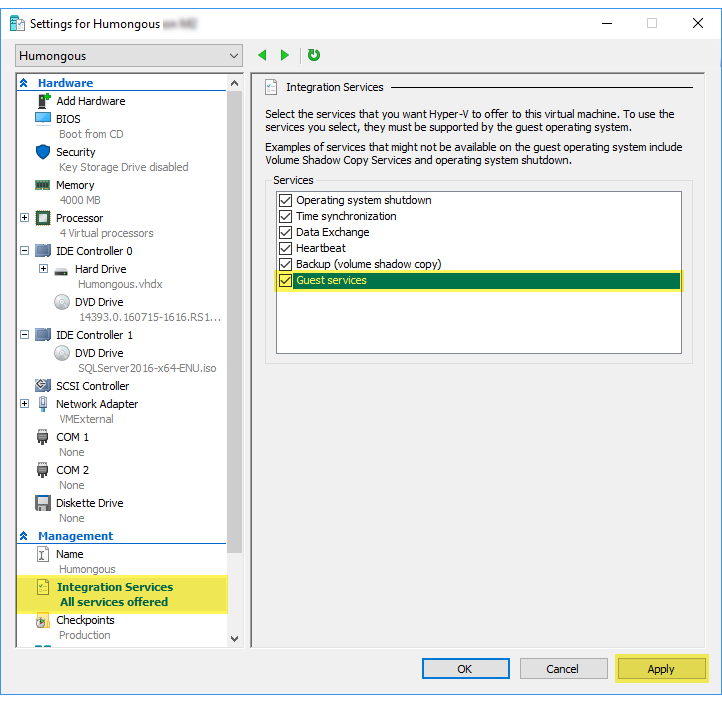 Settings for Humongous
Humongous
Hardware
Add Hardware
BIOS
Boot from CD
Security
Key Storage Drive disabled
Memory
4000 MB
Processor
4 Virtual processors
IDE Controller 0
Hard Drive
Humongous.vhdx
DVD Drive
14393.0.160715-1616.RS1...
IDE Controller 1
DVD Drive
SQLServer2016-x64-ENU.iso
SCSI Controller
Network Adapter
VMExternal
COM 1
None
COM 2
None
Diskette Drive
None
Management
Name
Humongous
Integration Services
All services offered
Checkpoints
Production
Integration Services
Select the services that you want Hyper-V to offer to this virtual machine. To use the
services you select, they must be supported by the guest operating system.
Examples of services that might not be available on the guest operating system include
Volume Shadow Copy Services and operating system shutdown.
Services
Operating system shutdown
Time synchronization
Data Exchange
Heartbeat
Backup (volume shadow copy)
Guest services
OK
Cancel
Apply